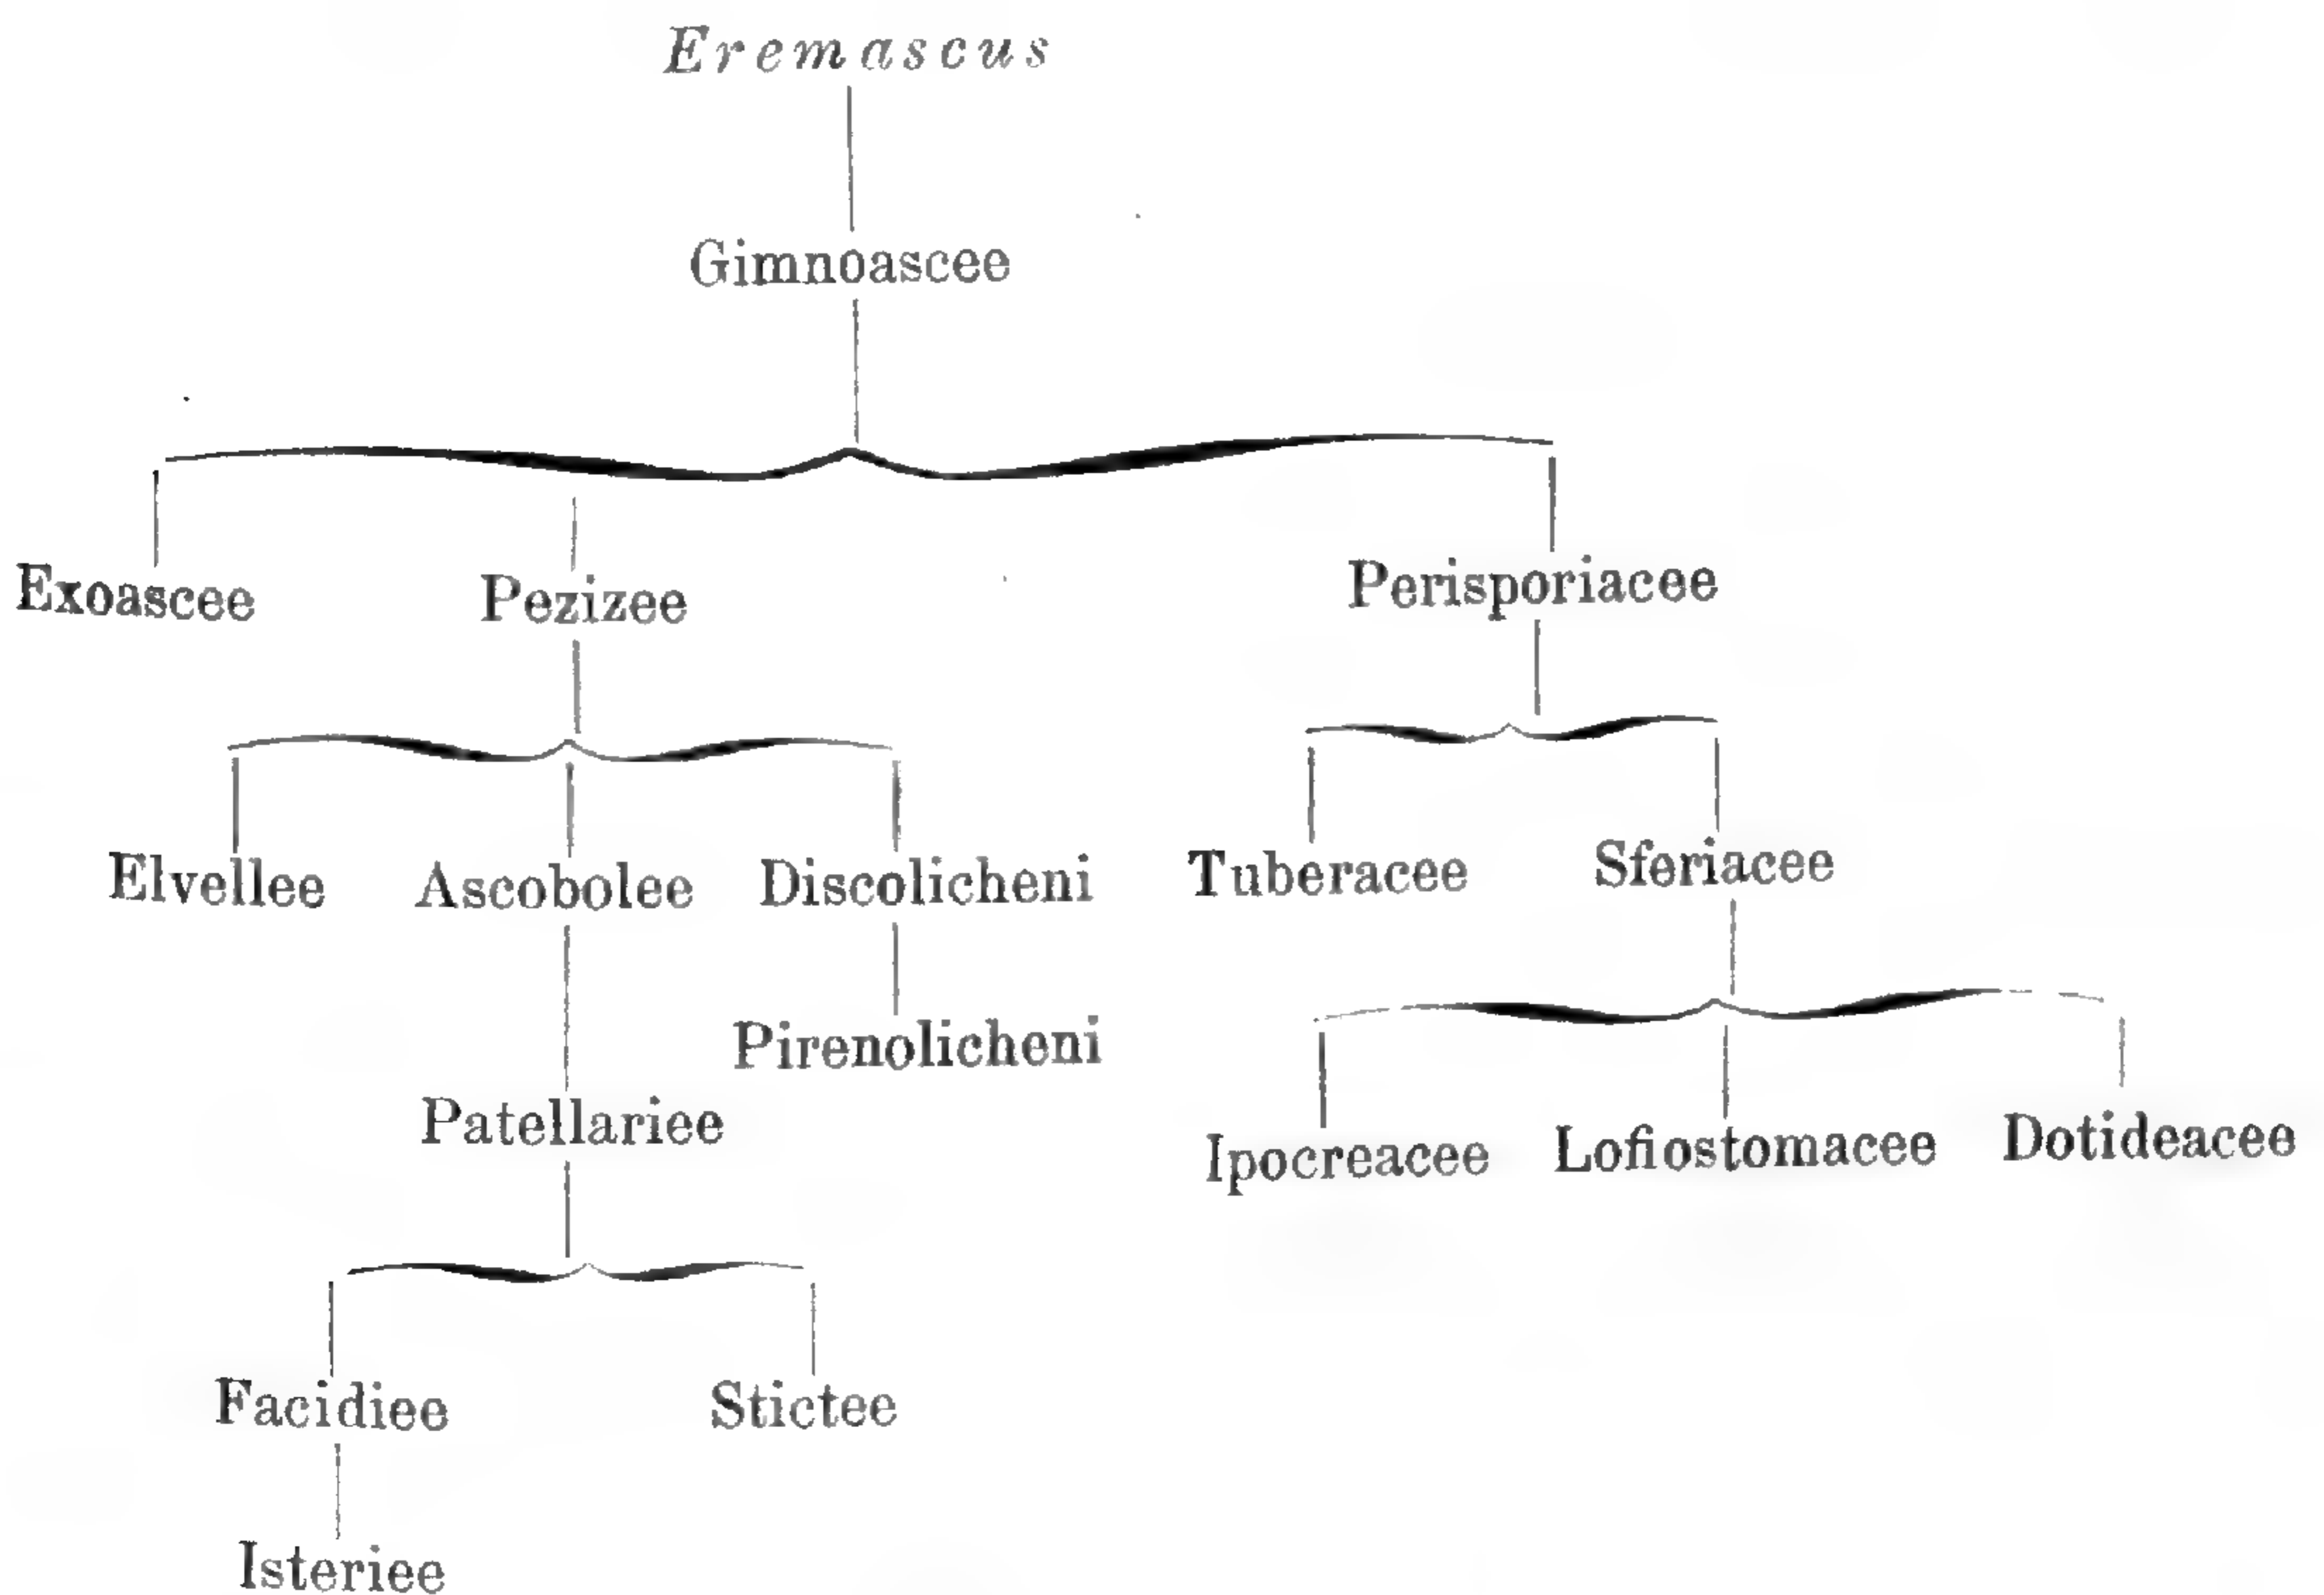 Eremascus
Gimnoascee
Exoascee Pezizee Perisporiacee
Elvellee Ascobolee Discolicheni Tuberacee Sferiacee
Pirenolicheni
Patellariee Ipocreacee Lofiostomacee Dotideacee
Facidiee Stictee
Isteriee